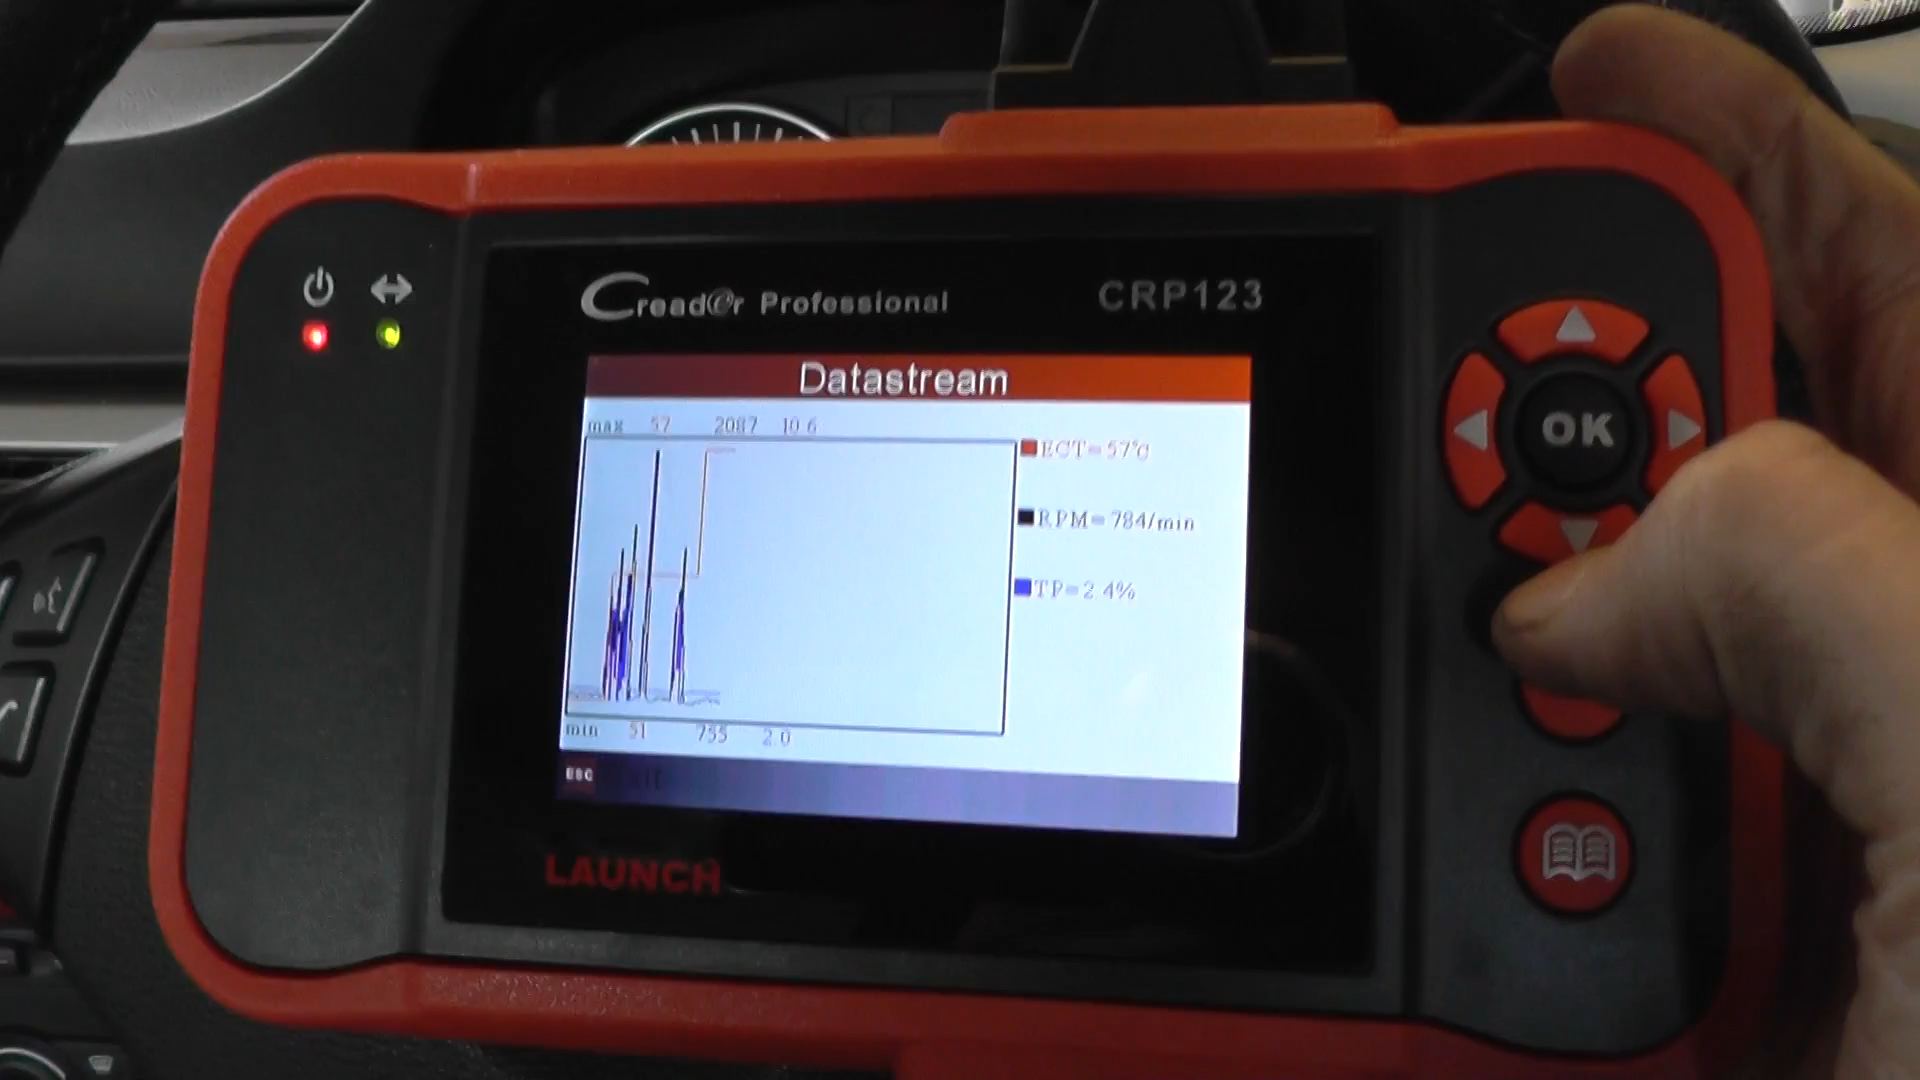 Creader Professional CRP123
Datastream
max 57 2087 10.6
ECT=57℃
RPM=784/min
TP=2.4%
min 51 755 2.0
ESC
LAUNCH
OK